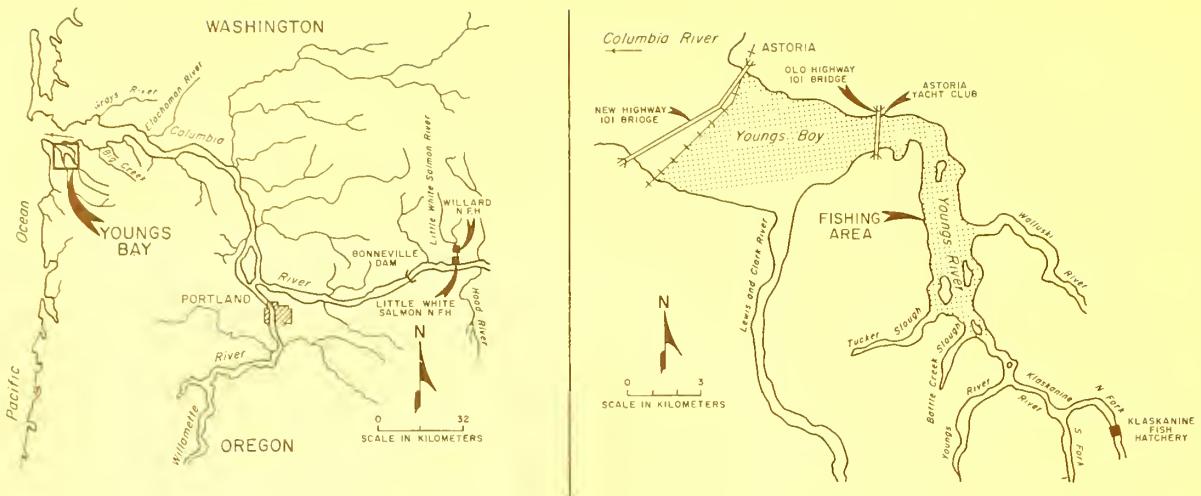 WASHINGTON
Grays River
Elochoman River
Columbia
Big Creek
Little White Salmon River
WILLARD
N.F.H
Ocean
YOUNGS
BAY
BONNEVILLE
DAM
River
PORTLAND
LITTLE WHITE
SALMON N.F.H
Hood River
N
River
Pacific
Willamette
OREGON
0 32
SCALE IN KILOMETERS
Columbia River
ASTORIA
OLD HIGHWAY
101 BRIDGE
ASTORIA
YACHT CLUB
NEW HIGHWAY
101 BRIDGE
Youngs Bay
FISHING
AREA
Youngs River
Walluski
River
Lewis and Clark River
N
Tucker Slough
Battle Creek Slough
0 3
SCALE IN KILOMETERS
Youngs River
Klaskanine River
N Fork
S Fork
KLASKANINE
FISH
HATCHERY